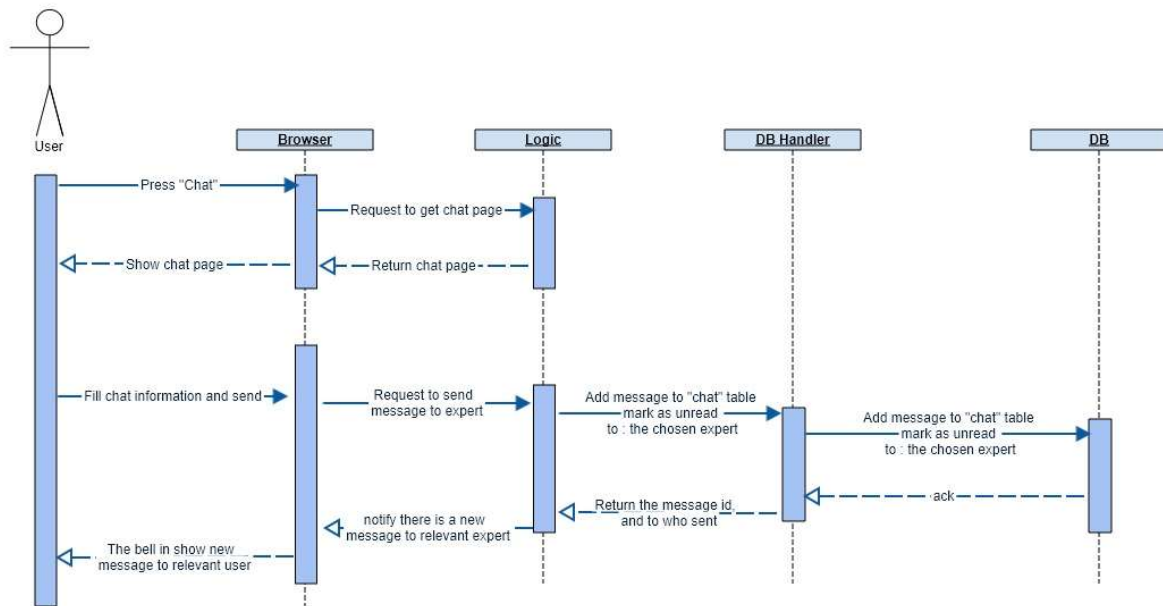 User
Browser
Logic
DB Handler
DB
Press "Chat"
Request to get chat page
Show chat page
Return chat page
Fill chat information and send
Request to send
message to expert
Add message to "chat" table
mark as unread
to : the chosen expert
Add message to "chat" table
mark as unread
to : the chosen expert
ack
Return the message id,
and to who sent
notify there is a new
message to relevant expert
The bell in show new
message to relevant user